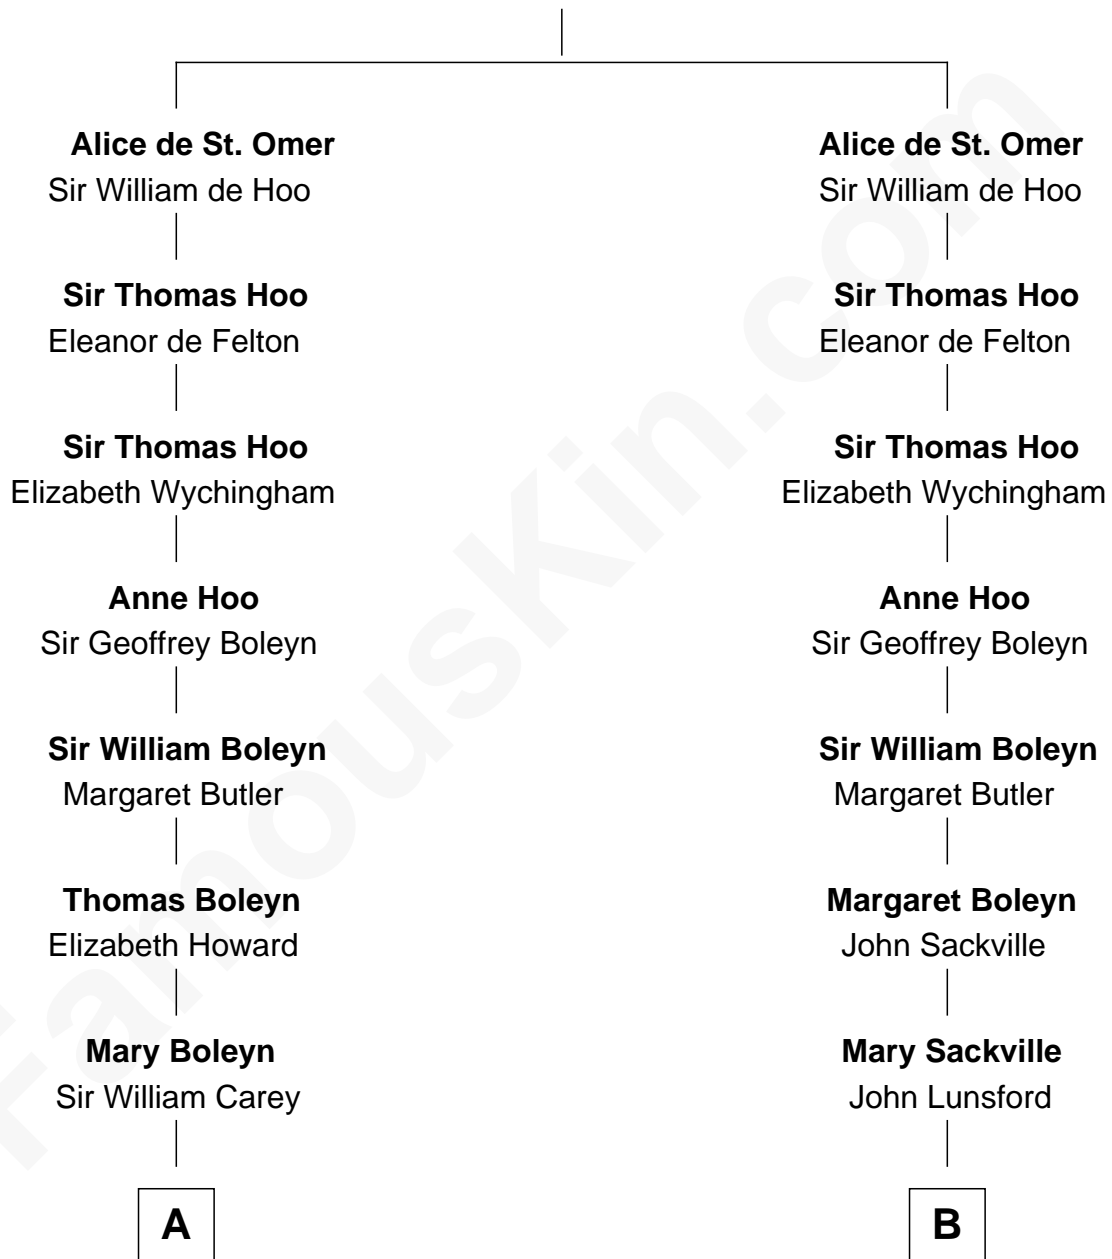 Alice de St. Omer
Sir William de Hoo
Sir Thomas Hoo
Eleanor de Felton
Sir Thomas Hoo
Elizabeth Wychingham
Anne Hoo
Sir Geoffrey Boleyn
Sir William Boleyn
Margaret Butler
Thomas Boleyn
Elizabeth Howard
Mary Boleyn
Sir William Carey
A
Alice de St. Omer
Sir William de Hoo
Sir Thomas Hoo
Eleanor de Felton
Sir Thomas Hoo
Elizabeth Wychingham
Anne Hoo
Sir Geoffrey Boleyn
Sir William Boleyn
Margaret Butler
Margaret Boleyn
John Sackville
Mary Sackville
John Lunsford
B
FamousKin.com